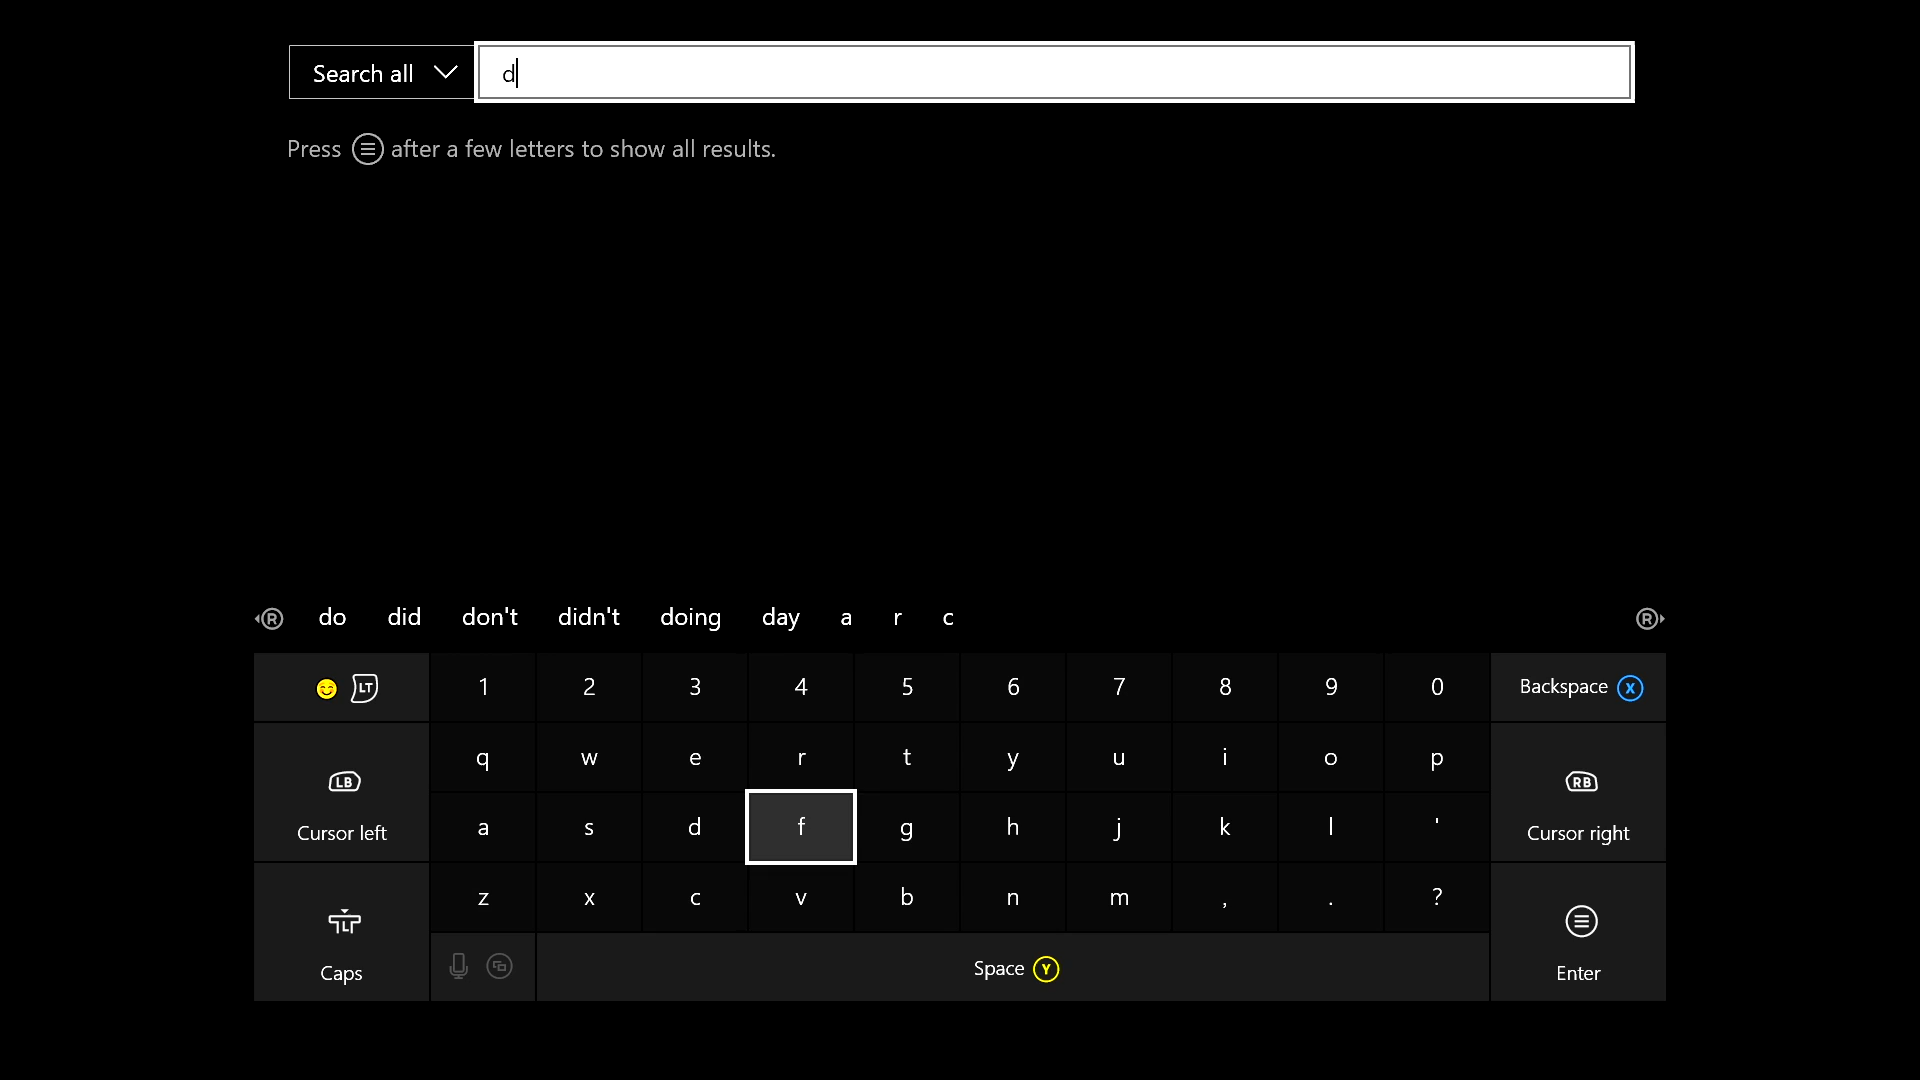 Search all d
Press after a few letters to show all results.
R do did don't didn't doing day a r c R
LT 1 2 3 4 5 6 7 8 9 0 Backspace X
q w e r t y u i o p
LB Cursor left a s d f g h j k l ' RB Cursor right
z x c v b n m , . ?
LT Caps Space Y Enter